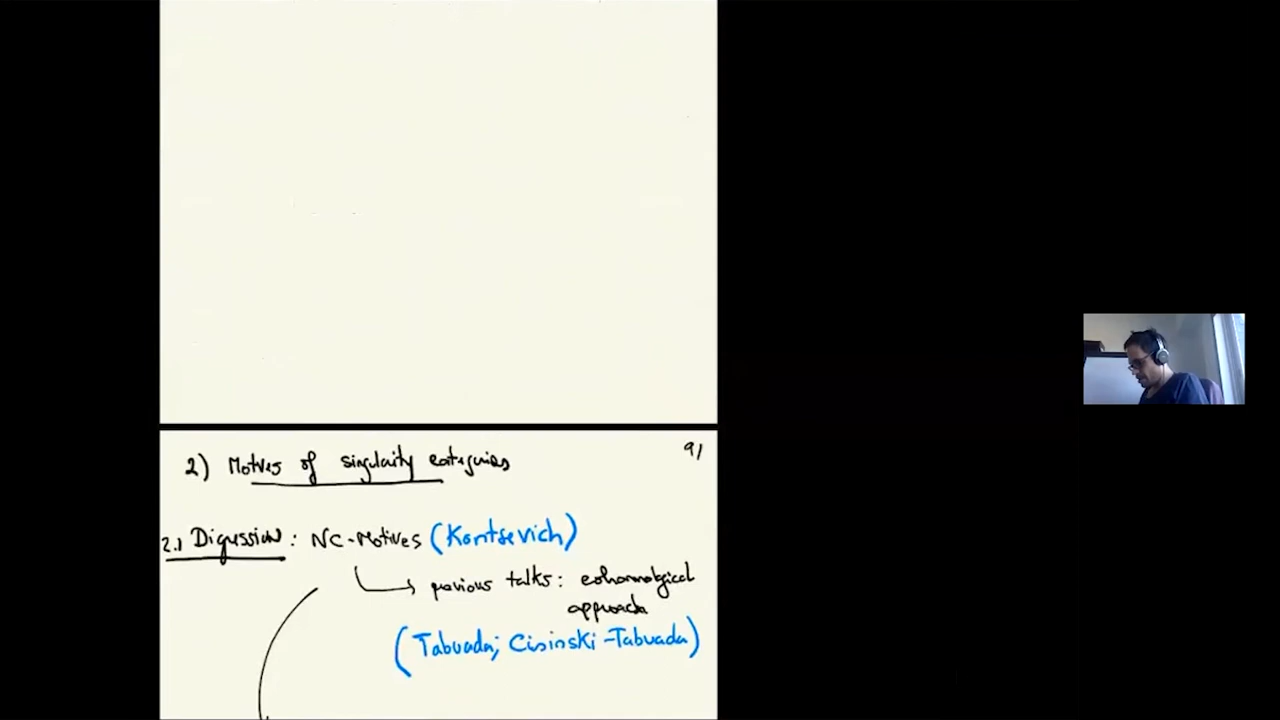 2) Motives of singularity categories
91
2.1 Digression: NC-Motives (Kontsevich)
previous talks: cohomological
approach
(Tabuada; Cisinski-Tabuada)